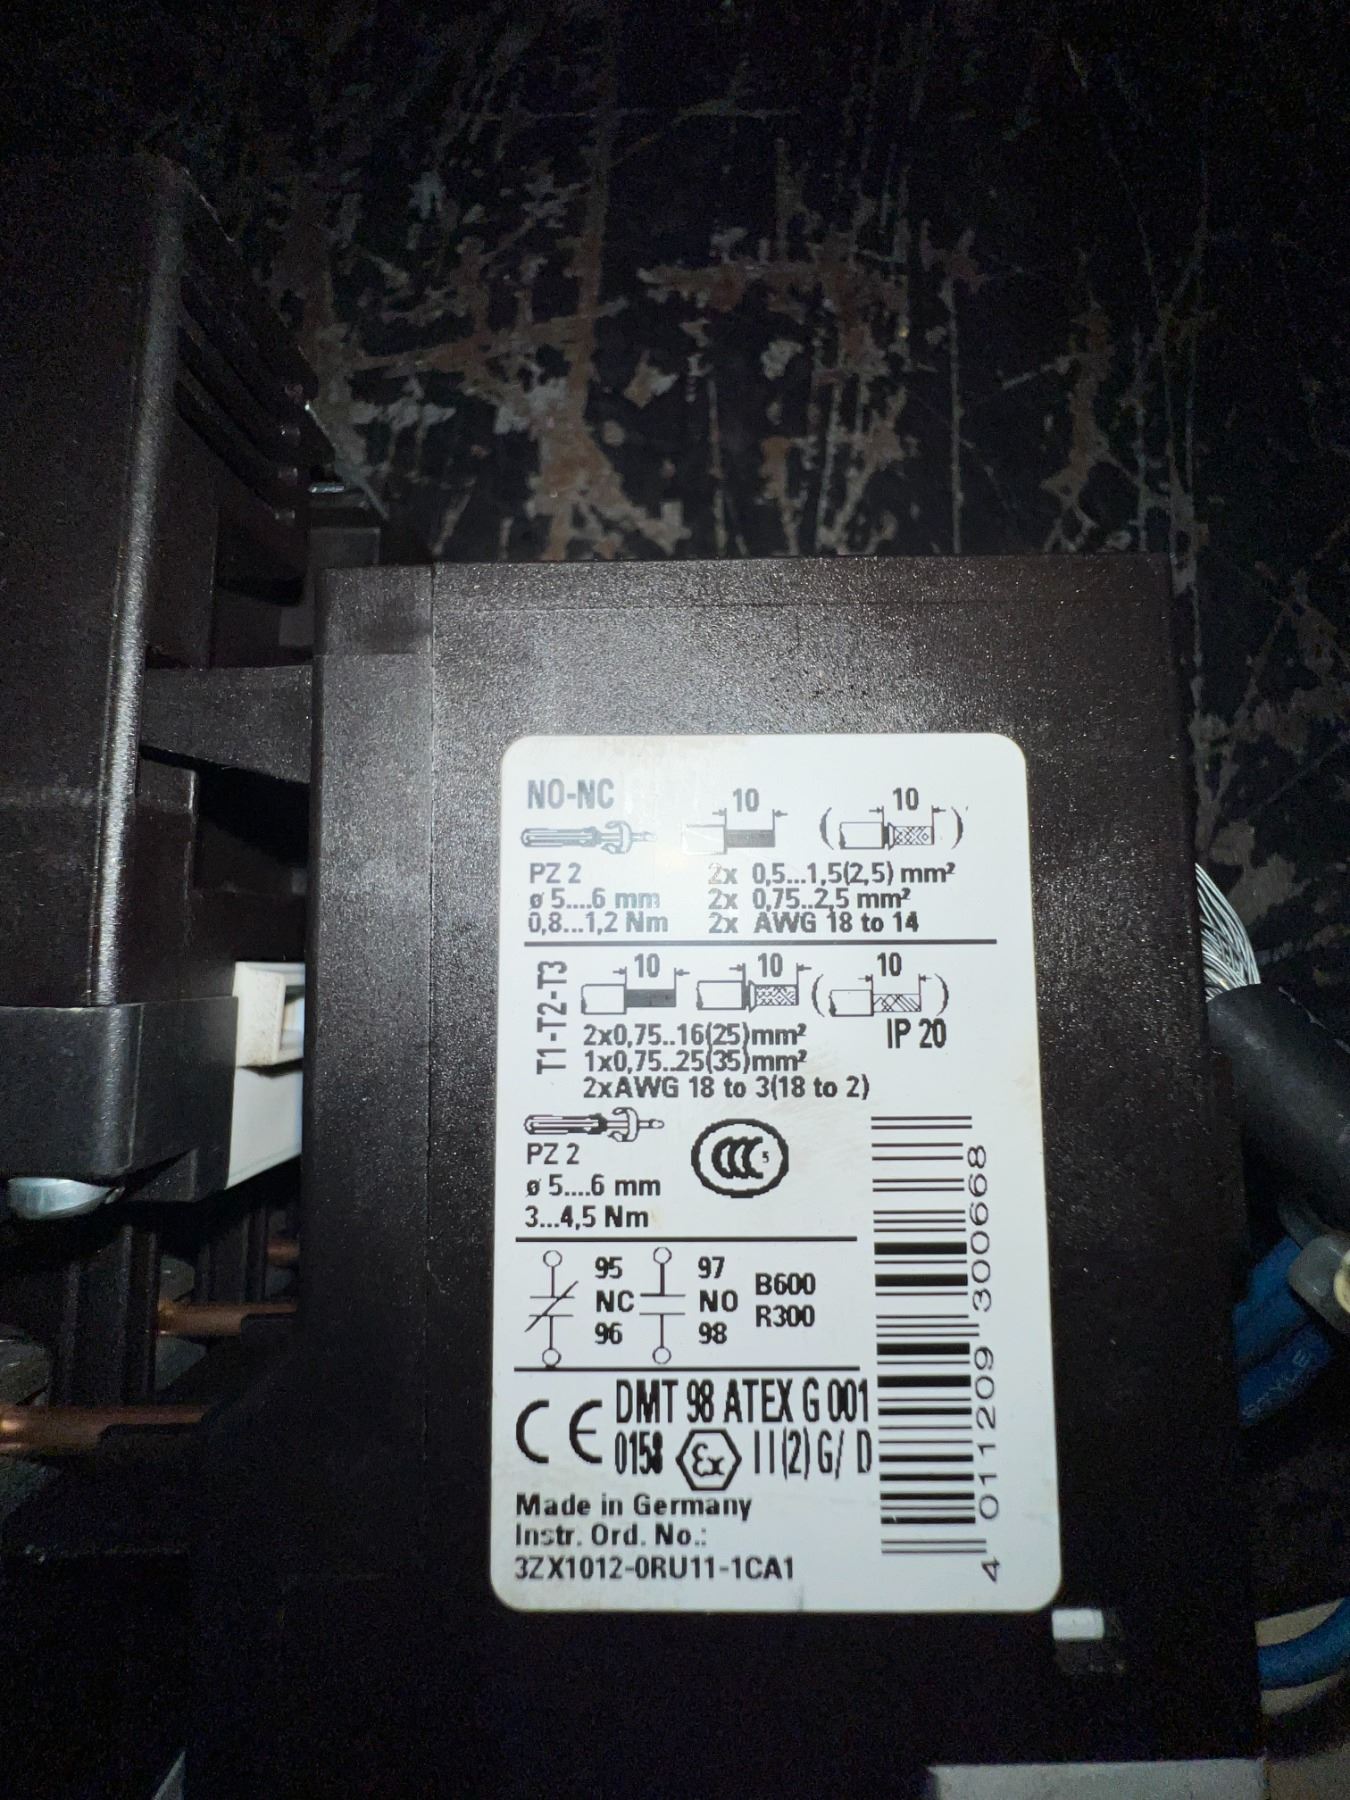 NO-NC
10
10
PZ 2
ø 5....6 mm
0,8...1,2 Nm
2x 0,5...1,5(2,5) mm²
2x 0,75..2,5 mm²
2x AWG 18 to 14
T1-T2-T3
10
10
10
2x0,75..16(25)mm²
1x0,75..25(35)mm²
2xAWG 18 to 3(18 to 2)
IP 20
PZ 2
ø 5....6 mm
3...4,5 Nm
CCC 5
95
NC
96
97
NO
98
B600
R300
CE
DMT 98 ATEX G 001
0158 Ex II(2)G/ D
Made in Germany
Instr. Ord. No.:
3ZX1012-0RU11-1CA1
4 011209 300668